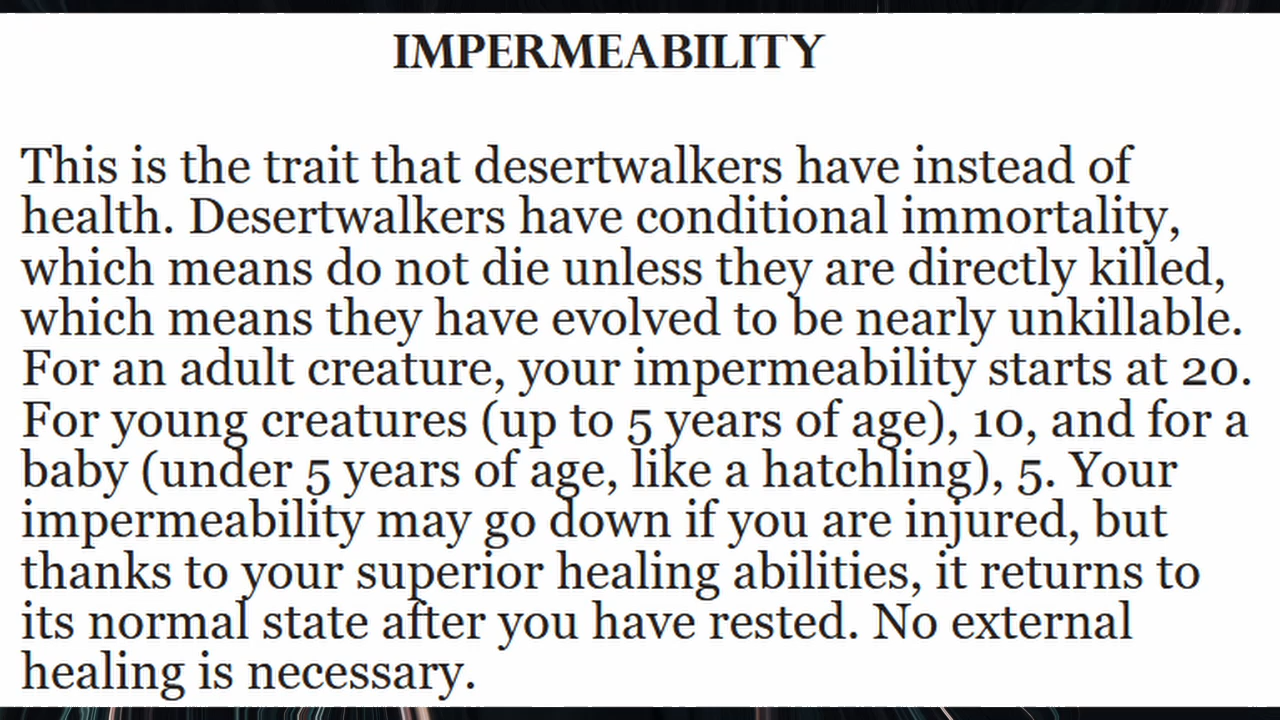 IMPERMEABILITY
This is the trait that desertwalkers have instead of
health. Desertwalkers have conditional immortality,
which means do not die unless they are directly killed,
which means they have evolved to be nearly unkillable.
For an adult creature, your impermeability starts at 20.
For young creatures (up to 5 years of age), 10, and for a
baby (under 5 years of age, like a hatchling), 5. Your
impermeability may go down if you are injured, but
thanks to your superior healing abilities, it returns to
its normal state after you have rested. No external
healing is necessary.